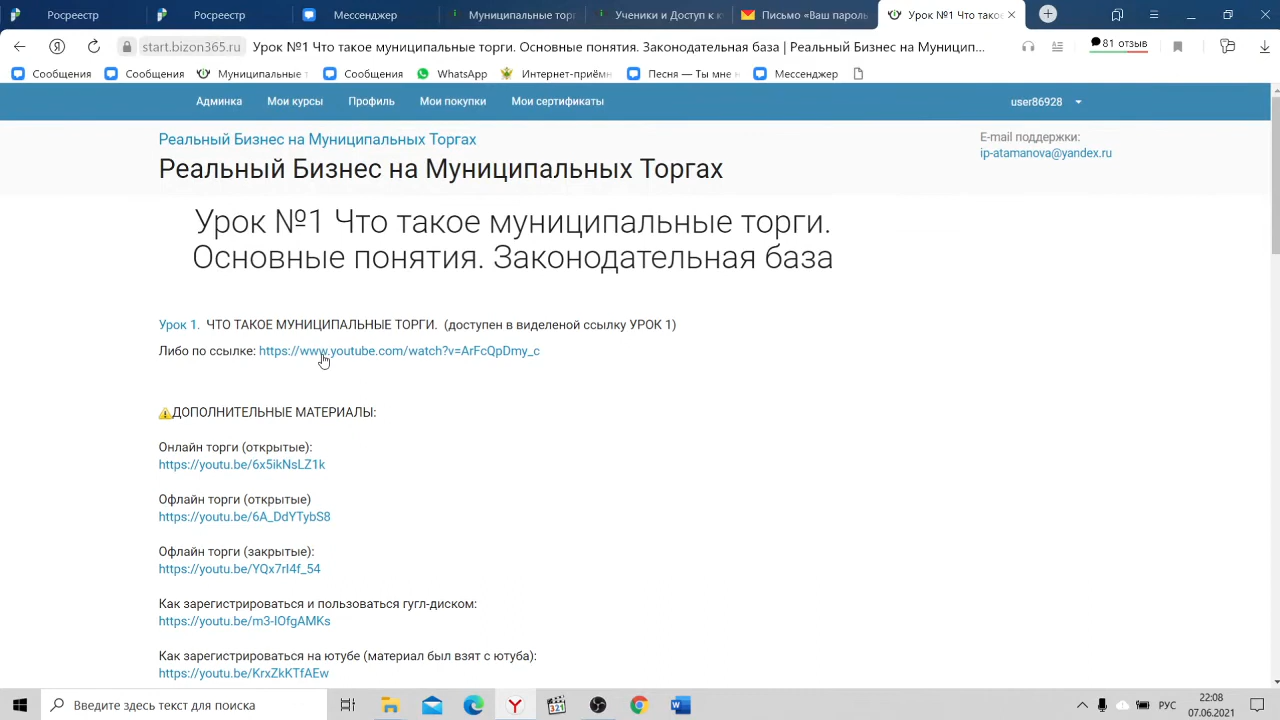 Росреестр
Росреестр
Мессенджер
Муниципальные торг
Ученики и Доступ к к
Письмо «Ваш пароль
Урок №1 Что такое
start.bizon365.ru
Урок №1 Что такое муниципальные торги. Основные понятия. Законодательная база | Реальный Бизнес на Муницип...
81 отзыв
Сообщения
Сообщения
Муниципальные
Сообщения
WhatsApp
Интернет-приёмн
Песня — Ты мне
Мессенджер
Админка
Мои курсы
Профиль
Мои покупки
Мои сертификаты
user86928
Реальный Бизнес на Муниципальных Торгах
E-mail поддержки:
ip-atamanova@yandex.ru
Реальный Бизнес на Муниципальных Торгах
Урок №1 Что такое муниципальные торги.
Основные понятия. Законодательная база
Урок 1. ЧТО ТАКОЕ МУНИЦИПАЛЬНЫЕ ТОРГИ. (доступен в виделеной ссылку УРОК 1)
Либо по ссылке: https://www.youtube.com/watch?v=ArFcQpDmy_c
ДОПОЛНИТЕЛЬНЫЕ МАТЕРИАЛЫ:
Онлайн торги (открытые):
https://youtu.be/6x5ikNsLZ1k
Офлайн торги (открытые)
https://youtu.be/6A_DdYTybS8
Офлайн торги (закрытые):
https://youtu.be/YQx7rI4f_54
Как зарегистрироваться и пользоваться гугл-диском:
https://youtu.be/m3-lOfgAMKs
Как зарегистрироваться на ютубе (материал был взят с ютуба):
https://youtu.be/KrxZkKTfAEw
Введите здесь текст для поиска
РУС
22:08
07.06.2021